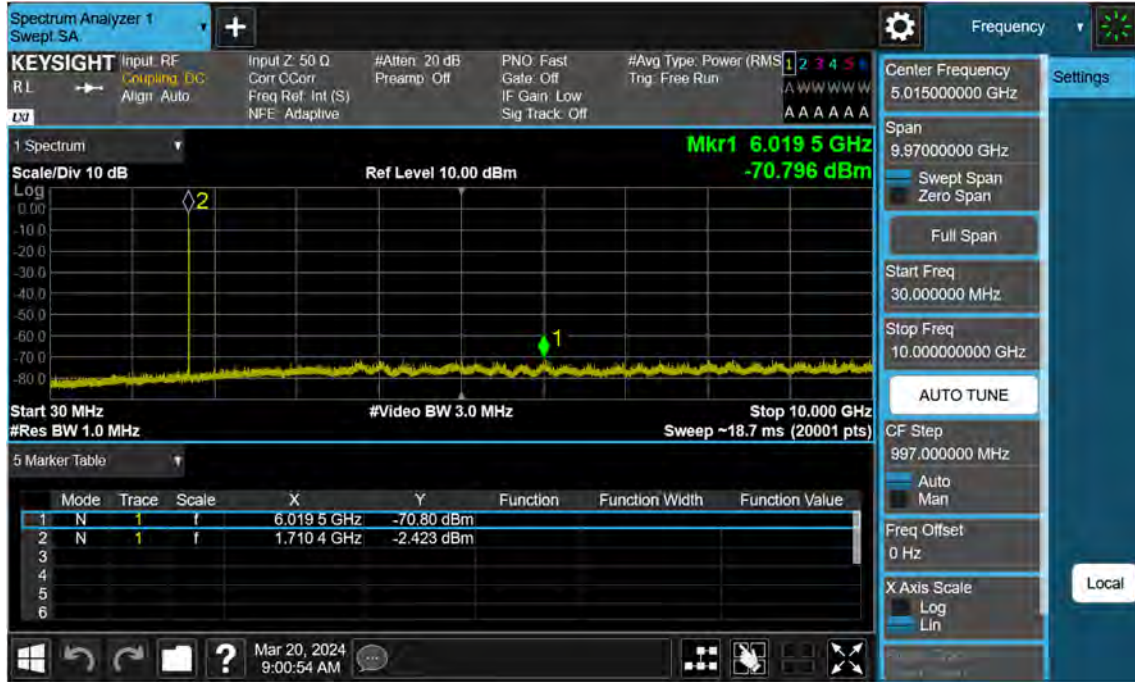 Spectrum Analyzer 1
Swept SA
+
Frequency
KEYSIGHT
RL
LXI
Input: RF
Coupling: DC
Align: Auto
Input Z: 50 Ω
Corr CCorr
Freq Ref: Int (S)
NFE: Adaptive
#Atten: 20 dB
Preamp: Off
PNO: Fast
Gate: Off
IF Gain: Low
Sig Track: Off
#Avg Type: Power (RMS
Trig: Free Run
1 2 3 4 5 6
A W W W W W
A A A A A A
1 Spectrum
Scale/Div 10 dB
Ref Level 10.00 dBm
Mkr1 6.019 5 GHz
-70.796 dBm
Log
0.00
-10.0
-20.0
-30.0
-40.0
-50.0
-60.0
-70.0
-80.0
2
1
Start 30 MHz
#Video BW 3.0 MHz
Stop 10.000 GHz
#Res BW 1.0 MHz
Sweep ~18.7 ms (20001 pts)
5 Marker Table
Mode Trace Scale X Y Function Function Width Function Value
1 N 1 f 6.019 5 GHz -70.80 dBm
2 N 1 f 1.710 4 GHz -2.423 dBm
3
4
5
6
?
Mar 20, 2024
9:00:54 AM
Center Frequency
5.015000000 GHz
Settings
Span
9.97000000 GHz
Swept Span
Zero Span
Full Span
Start Freq
30.000000 MHz
Stop Freq
10.000000000 GHz
AUTO TUNE
CF Step
997.000000 MHz
Auto
Man
Freq Offset
0 Hz
X Axis Scale
Log
Lin
Local